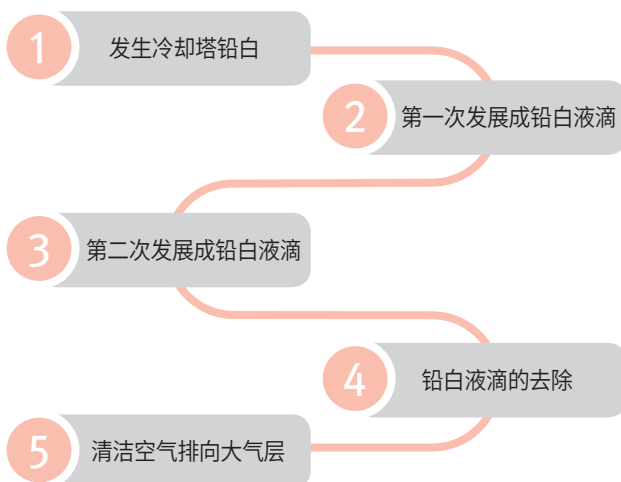 1
发生冷却塔铅白
2
第一次发展成铅白液滴
3
第二次发展成铅白液滴
4
铅白液滴的去除
5
清洁空气排向大气层